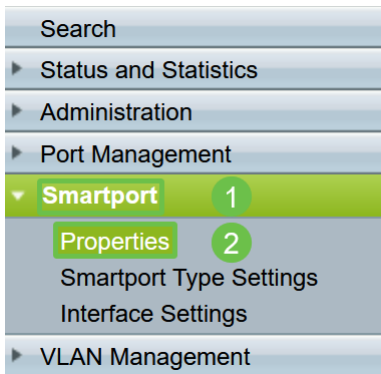 Search
Status and Statistics
Administration
Port Management
Smartport 1
Properties 2
Smartport Type Settings
Interface Settings
VLAN Management